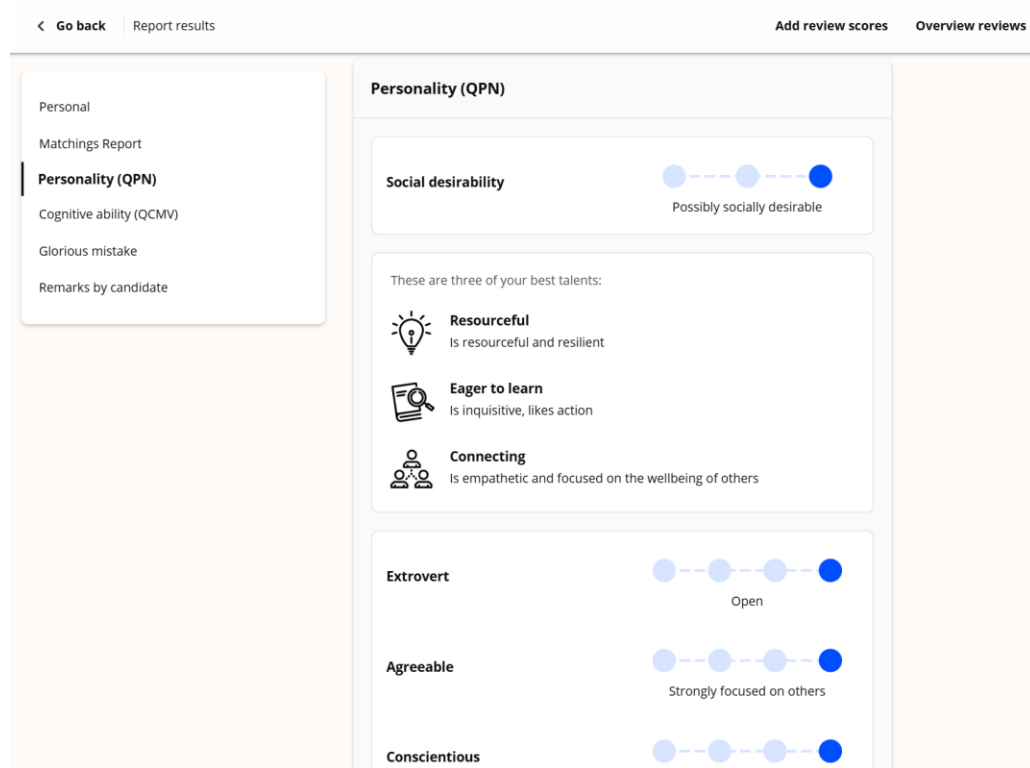 Go back
Report results
Add review scores
Overview reviews
Personal
Matchings Report
Personality (QPN)
Cognitive ability (QCMV)
Glorious mistake
Remarks by candidate
Personality (QPN)
Social desirability
Possibly socially desirable
These are three of your best talents:
Resourceful
Is resourceful and resilient
Eager to learn
Is inquisitive, likes action
Connecting
Is empathetic and focused on the wellbeing of others
Extrovert
Open
Agreeable
Strongly focused on others
Conscientious